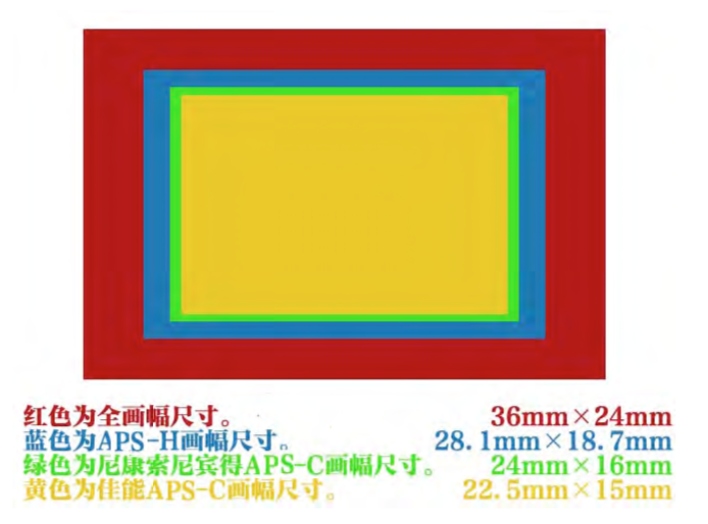 红色为全画幅尺寸。 36mm×24mm
蓝色为APS-H画幅尺寸。 28.1mm×18.7mm
绿色为尼康索尼宾得APS-C画幅尺寸。 24mm×16mm
黄色为佳能APS-C画幅尺寸。 22.5mm×15mm